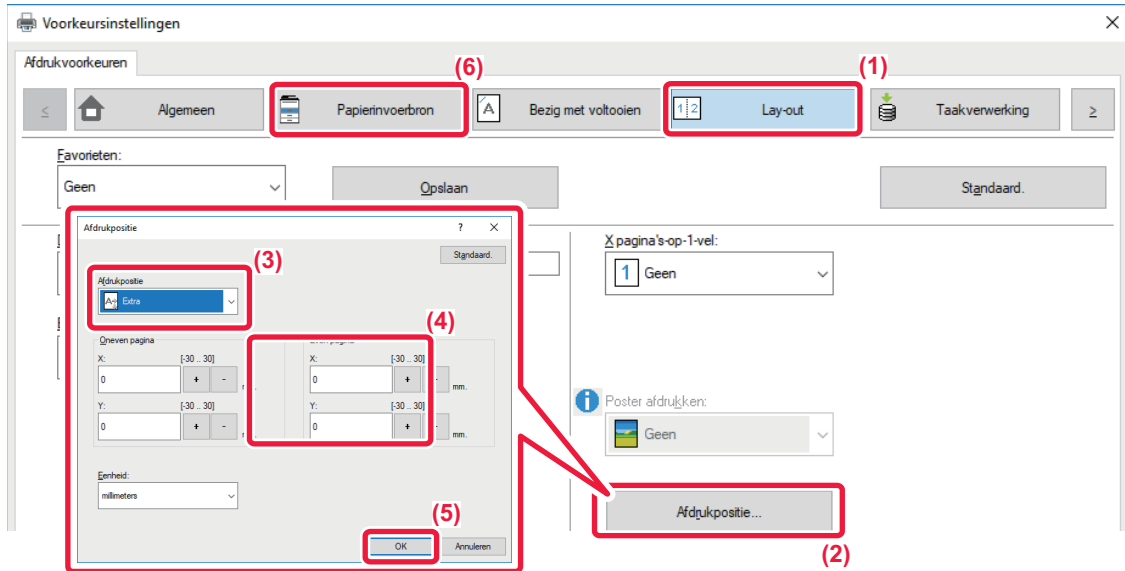 Voorkeursinstellingen
Afdrukvoorkeuren
(6)
(1)
Algemeen
Papierinvoerbron
Bezig met voltooien
Lay-out
Taakverwerking
Favorieten:
Geen
Opslaan
Standaard.
Afdrukpositie
Standaard.
(3)
Afdrukpositie
Extra
(4)
Oneven pagina
X: [-30 .. 30]
0 + -
Y: [-30 .. 30]
0 + -
X: [-30 .. 30]
0 + - mm.
Y: [-30 .. 30]
0 + - mm.
Eenheid:
millimeters
(5)
OK
Annuleren
X pagina's-op-1-vel:
1 Geen
Poster afdrukken:
Geen
Afdrukpositie...
(2)